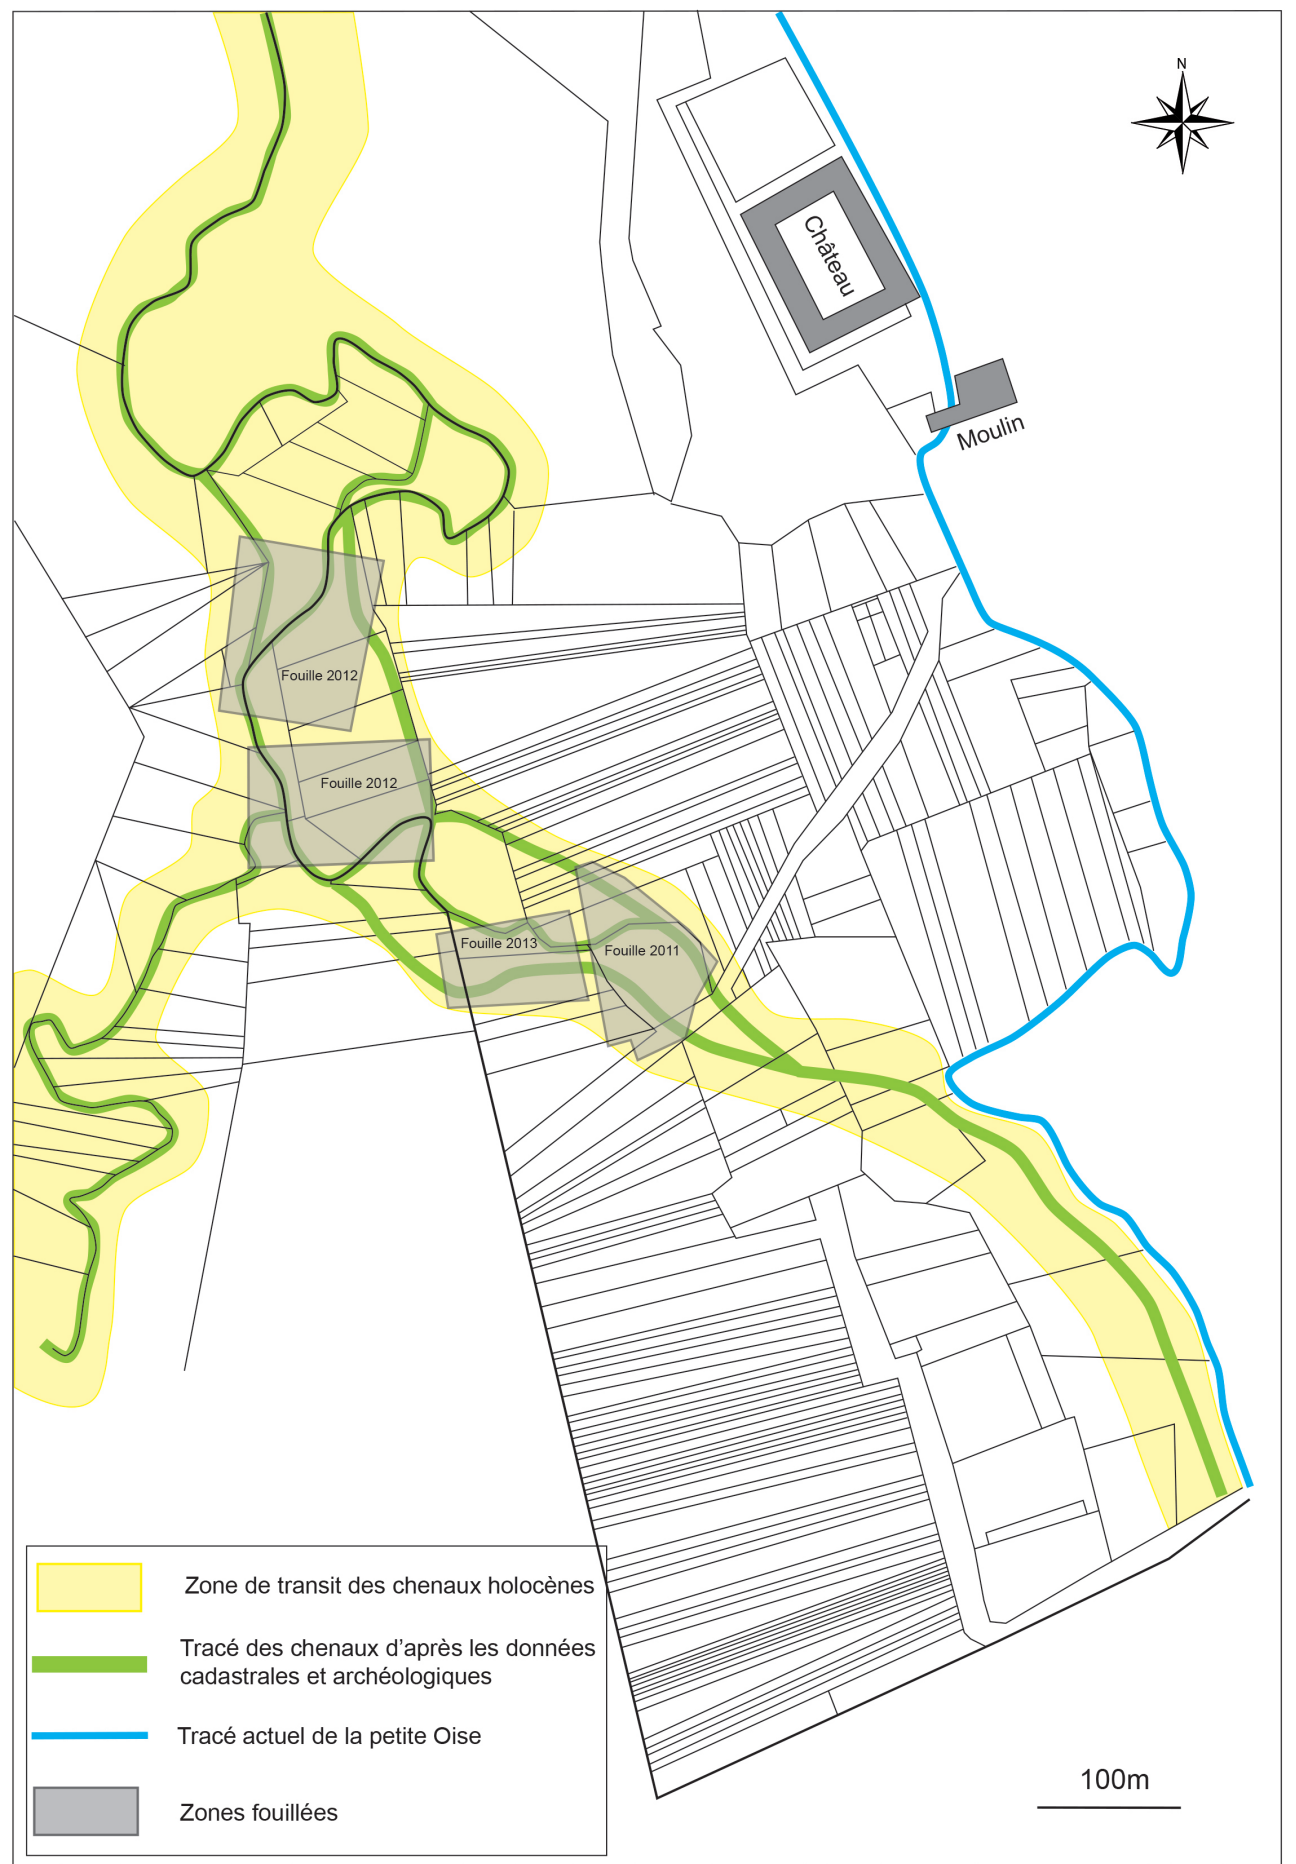 N
Château
Moulin
Fouille 2012
Fouille 2012
Fouille 2013
Fouille 2011
Zone de transit des chenaux holocènes
Tracé des chenaux d’après les données
cadastrales et archéologiques
Tracé actuel de la petite Oise
Zones fouillées
100m